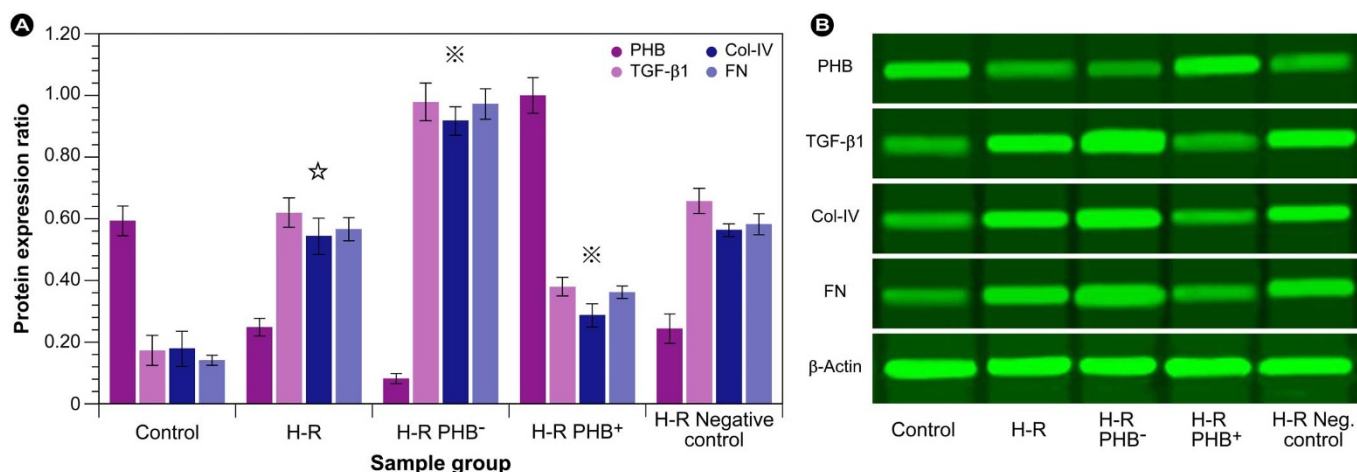 A
Protein expression ratio
1.20
1.00
0.80
0.60
0.40
0.20
0
PHB
TGF-β1
Col-IV
FN
☆
※
※
Control
H-R
H-R PHB⁻
H-R PHB⁺
H-R Negative
control
Sample group
B
PHB
TGF-β1
Col-IV
FN
β-Actin
Control
H-R
H-R
PHB⁻
H-R
PHB⁺
H-R Neg.
control